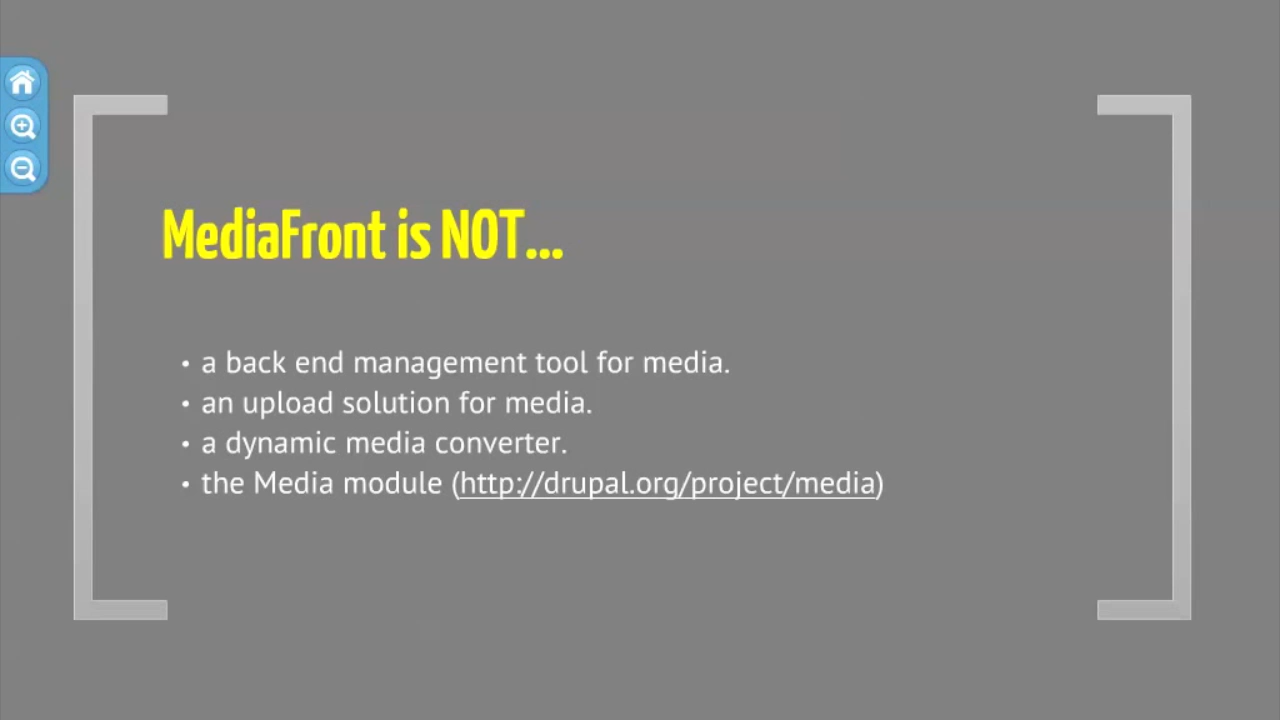 MediaFront is NOT...
• a back end management tool for media.
• an upload solution for media.
• a dynamic media converter.
• the Media module (http://drupal.org/project/media)